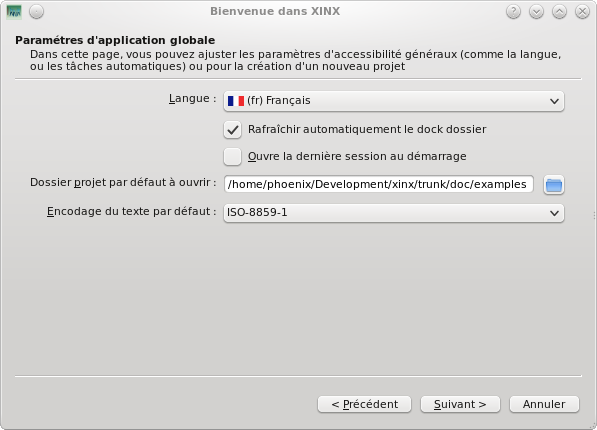 Bienvenue dans XINX
Paramétres d'application globale
Dans cette page, vous pouvez ajuster les paramètres d'accessibilité généraux (comme la langue,
ou les tâches automatiques) ou pour la création d'un nouveau projet
Langue : (fr) Français
Rafraîchir automatiquement le dock dossier
Ouvre la dernière session au démarrage
Dossier projet par défaut à ouvrir : /home/phoenix/Development/xinx/trunk/doc/examples
Encodage du texte par défaut : ISO-8859-1
< Précédent Suivant > Annuler